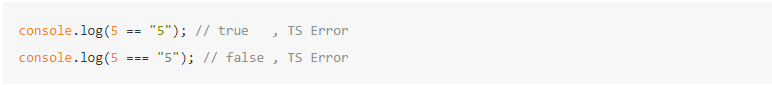 console.log(5 == "5"); // true   , TS Error
console.log(5 === "5"); // false , TS Error